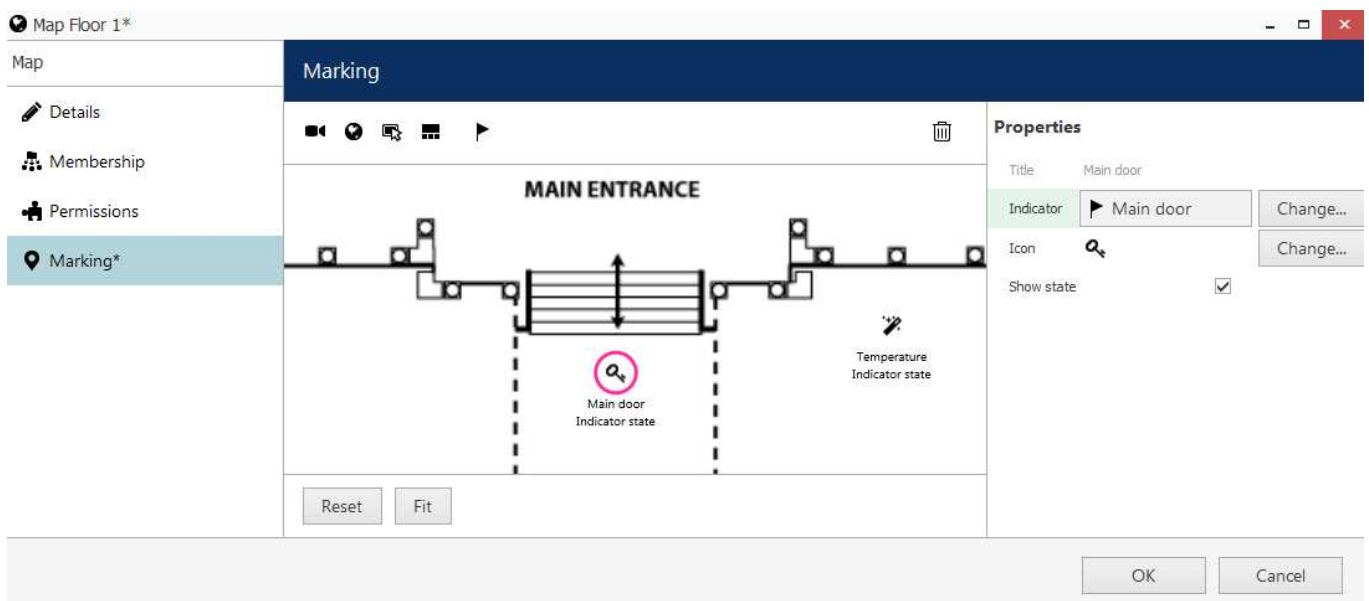 Map Floor 1*
Map
Details
Membership
Permissions
Marking*
Marking
MAIN ENTRANCE
Temperature
Indicator state
Main door
Indicator state
Reset
Fit
Properties
Title Main door
Indicator Main door Change...
Icon Change...
Show state
OK
Cancel